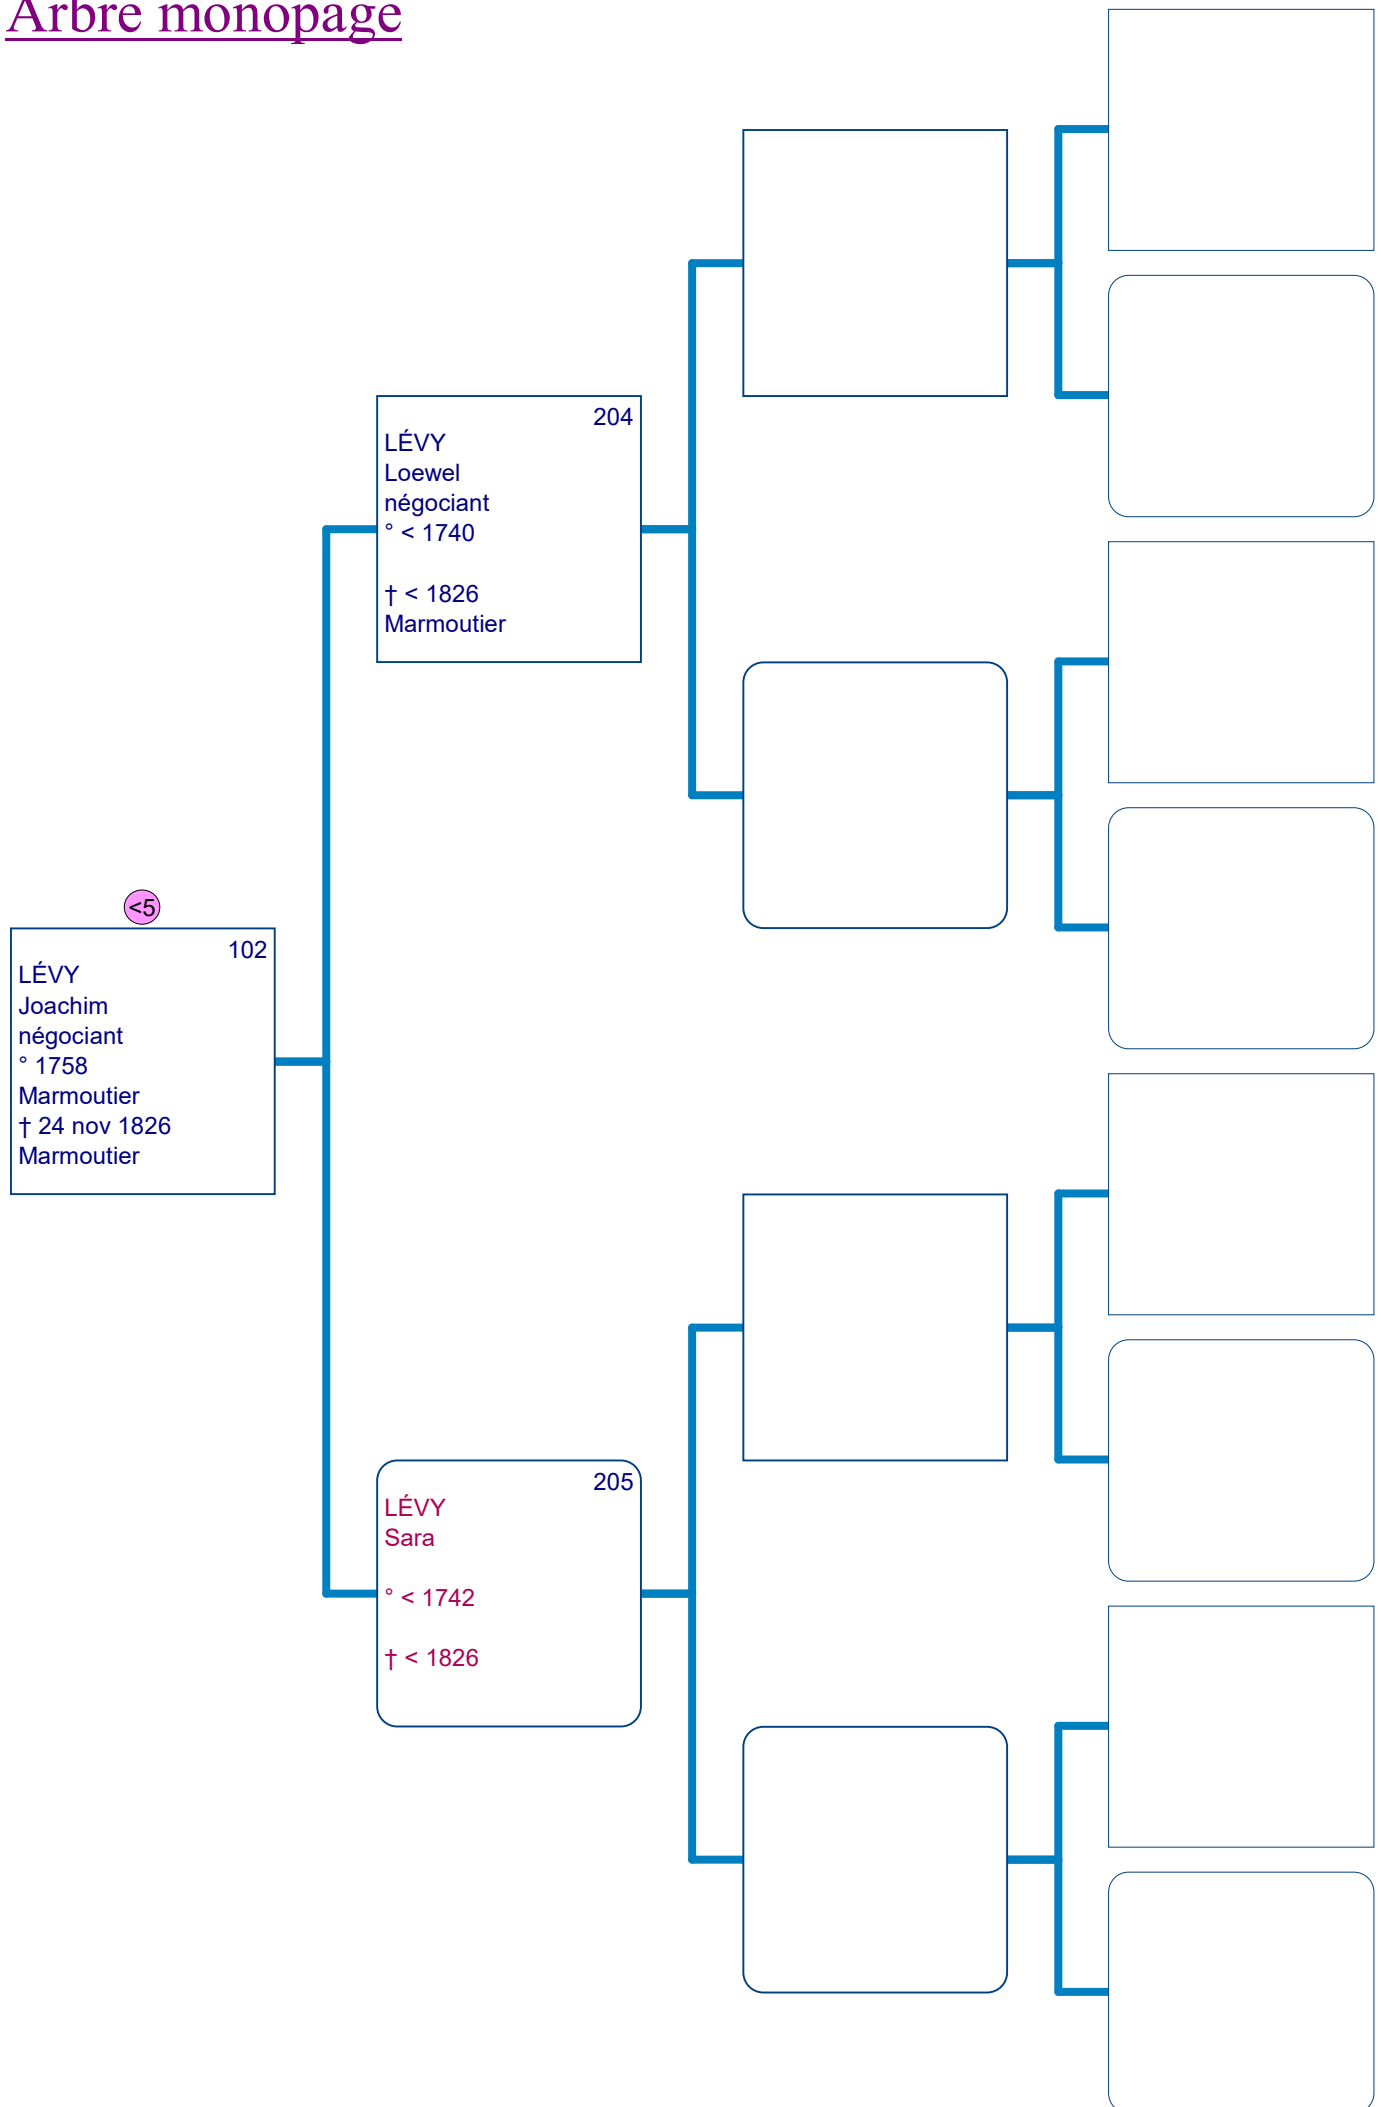 Arbre monopage
204
LÉVY
Loewel
négociant
° < 1740
† < 1826
Marmoutier
<5
102
LÉVY
Joachim
négociant
° 1758
Marmoutier
† 24 nov 1826
Marmoutier
205
LÉVY
Sara
° < 1742
† < 1826